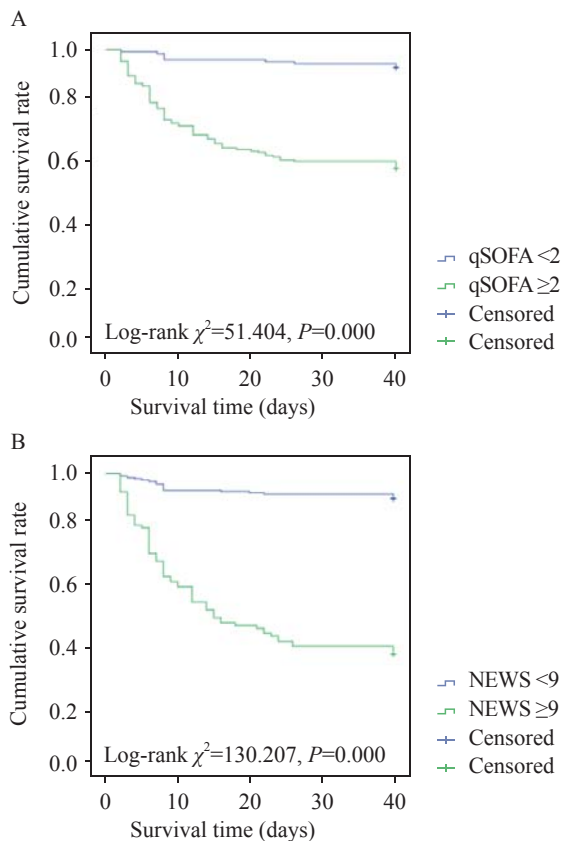 A
Cumulative survival rate
1.0
0.8
0.6
0.4
0.2
0.0
Log-rank χ²=51.404, P=0.000
0
10
20
30
40
Survival time (days)
qSOFA <2
qSOFA ≥2
Censored
Censored
B
Cumulative survival rate
1.0
0.8
0.6
0.4
0.2
0.0
Log-rank χ²=130.207, P=0.000
0
10
20
30
40
Survival time (days)
NEWS <9
NEWS ≥9
Censored
Censored